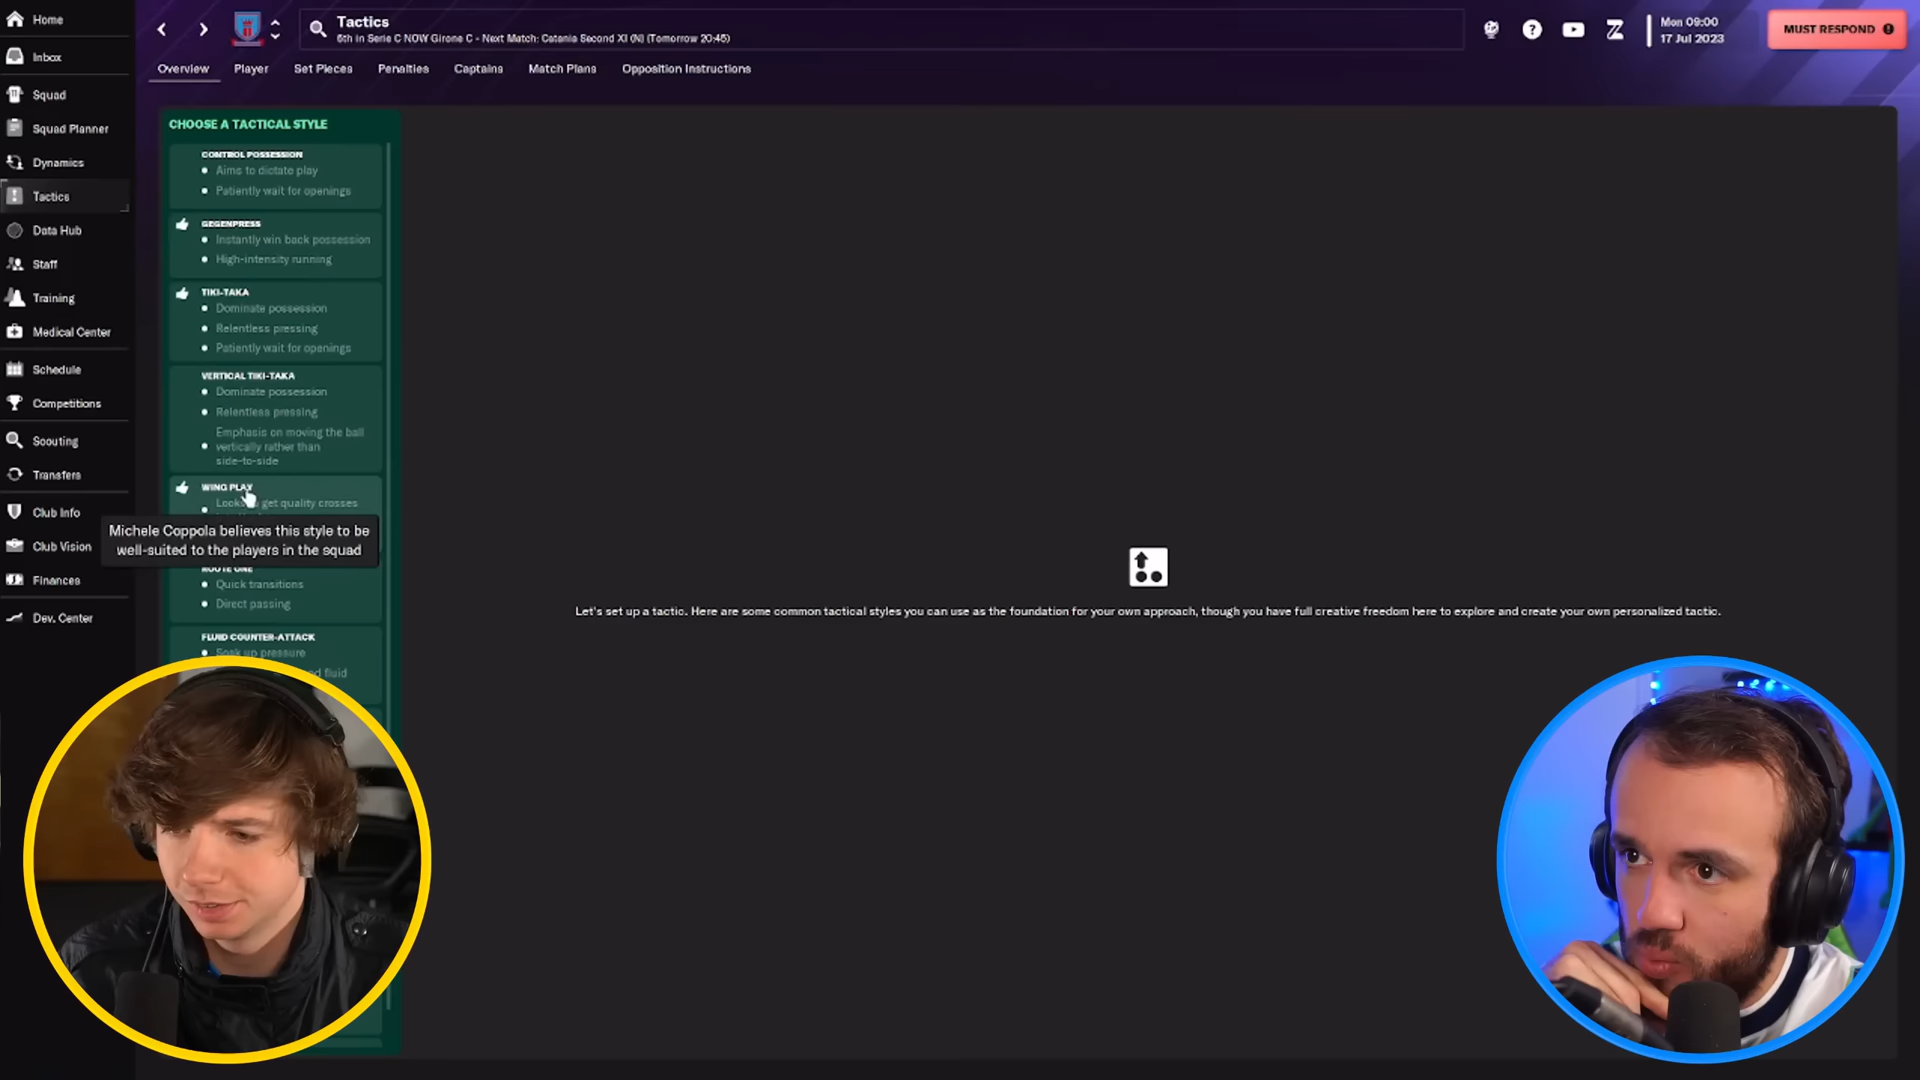 Home
Inbox
Squad
Squad Planner
Dynamics
Tactics
Data Hub
Staff
Training
Medical Center
Schedule
Competitions
Scouting
Transfers
Club Info
Club Vision
Finances
Dev. Center
Tactics
6th in Serie C NOW Girone C - Next Match: Catania Second XI (N) (Tomorrow 20:45)
Mon 09:00
17 Jul 2023
MUST RESPOND
Overview Player Set Pieces Penalties Captains Match Plans Opposition Instructions
CHOOSE A TACTICAL STYLE
CONTROL POSSESSION
Aims to dictate play
Patiently wait for openings
GEGENPRESS
Instantly win back possession
High-intensity running
TIKI-TAKA
Dominate possession
Relentless pressing
Patiently wait for openings
VERTICAL TIKI-TAKA
Dominate possession
Relentless pressing
Emphasis on moving the ball
vertically rather than
side-to-side
WING PLAY
get quality crosses
Michele Coppola believes this style to be
well-suited to the players in the squad
ROUTE ONE
Quick transitions
Direct passing
FLUID COUNTER-ATTACK
Soak up pressure
fluid
Let's set up a tactic. Here are some common tactical styles you can use as the foundation for your own approach, though you have full creative freedom here to explore and create your own personalized tactic.